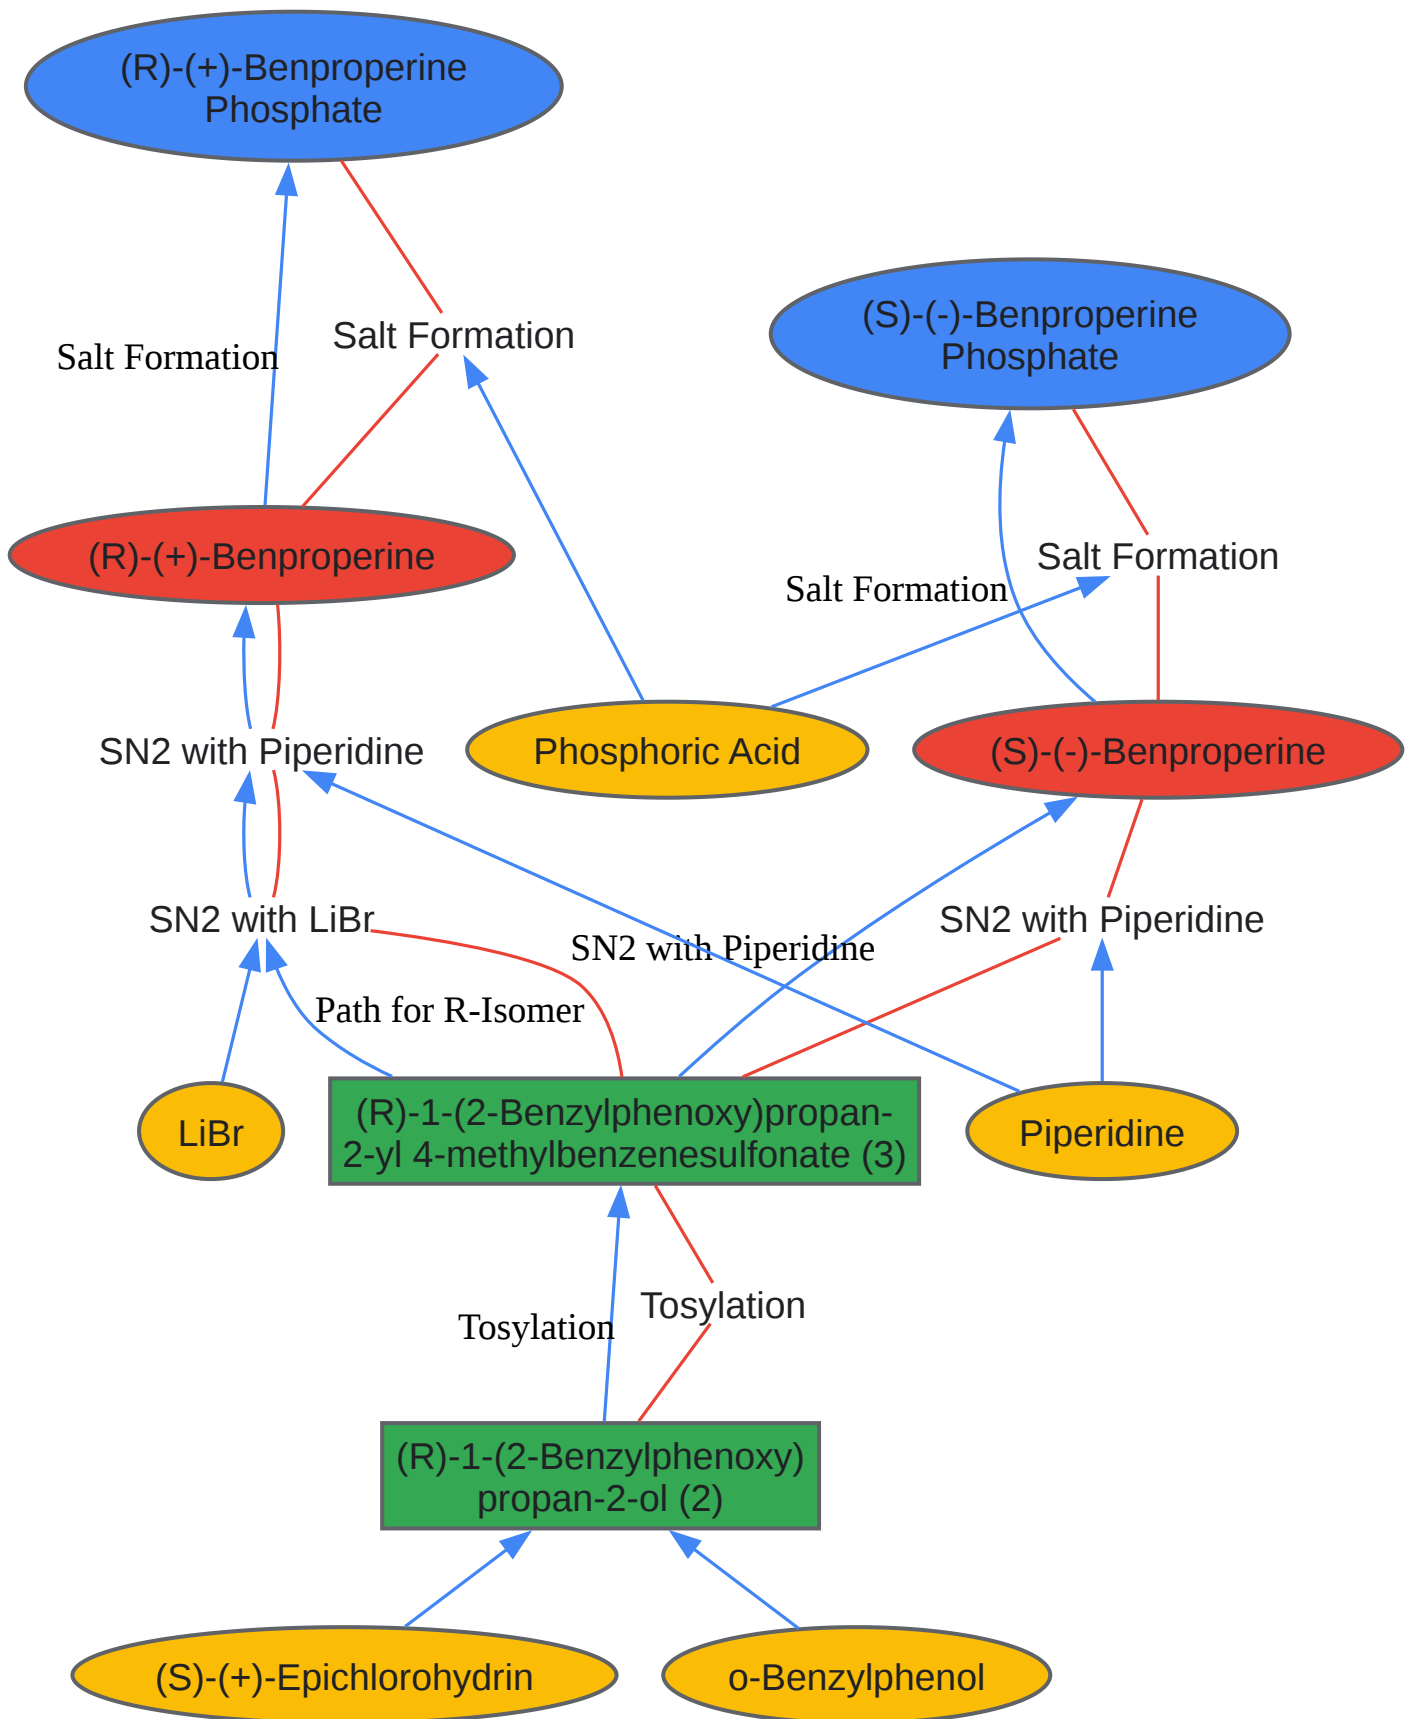 (R)-(+)-Benproperine
Phosphate
(S)-(-)-Benproperine
Phosphate
Salt Formation
Salt Formation
(R)-(+)-Benproperine
Salt Formation
Salt Formation
SN2 with Piperidine
Phosphoric Acid
(S)-(-)-Benproperine
SN2 with LiBr
SN2 with Piperidine
SN2 with Piperidine
Path for R-Isomer
LiBr
(R)-1-(2-Benzylphenoxy)propan-
2-yl 4-methylbenzenesulfonate (3)
Piperidine
Tosylation
Tosylation
(R)-1-(2-Benzylphenoxy)
propan-2-ol (2)
(S)-(+)-Epichlorohydrin
o-Benzylphenol